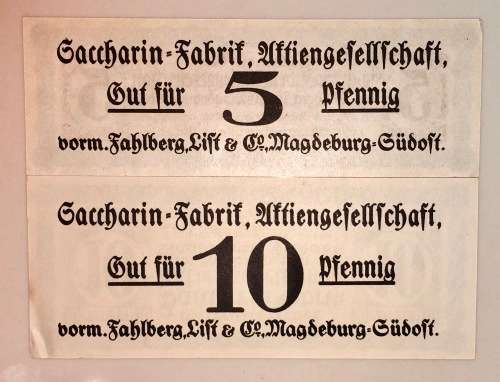 Saccharin-Fabrik, Aktiengesellschaft,
Gut für 5 Pfennig
vorm. Fahlberg, List & Co., Magdeburg-Südost.
Saccharin-Fabrik, Aktiengesellschaft,
Gut für 10 Pfennig
vorm. Fahlberg, List & Co., Magdeburg-Südost.